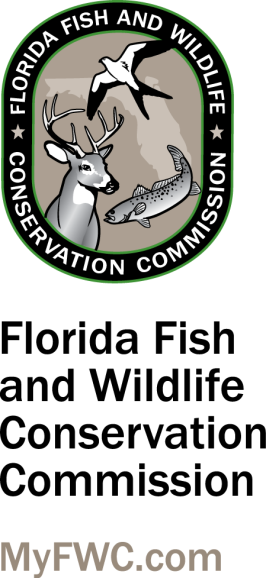 FLORIDA FISH AND WILDLIFE
CONSERVATION COMMISSION
Florida Fish
and Wildlife
Conservation
Commission
MyFWC.com